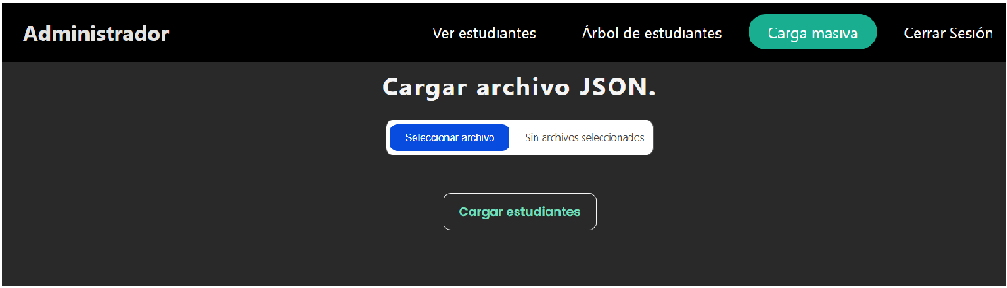 Administrador
Ver estudiantes
Árbol de estudiantes
Carga masiva
Cerrar Sesión
Cargar archivo JSON.
Seleccionar archivo
Sin archivos seleccionados
Cargar estudiantes